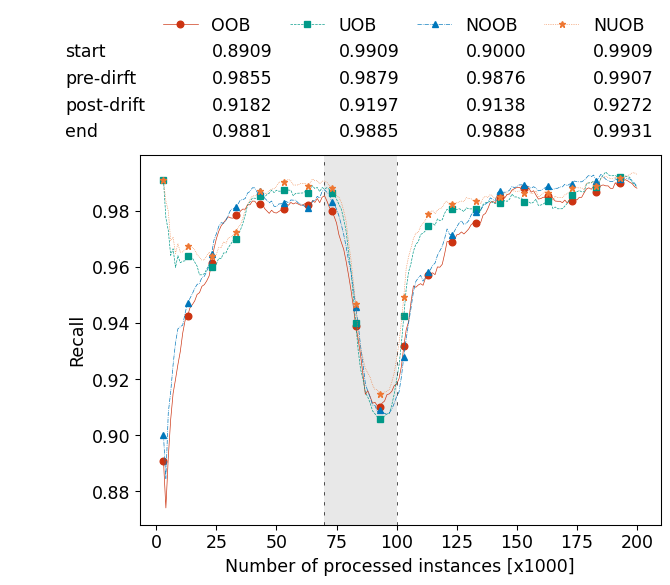 OOB UOB NOOB NUOB
start 0.8909 0.9909 0.9000 0.9909
pre-dirft 0.9855 0.9879 0.9876 0.9907
post-drift 0.9182 0.9197 0.9138 0.9272
end 0.9881 0.9885 0.9888 0.9931
0.98
0.96
0.94
0.92
0.90
0.88
Recall
0 25 50 75 100 125 150 175 200
Number of processed instances [x1000]